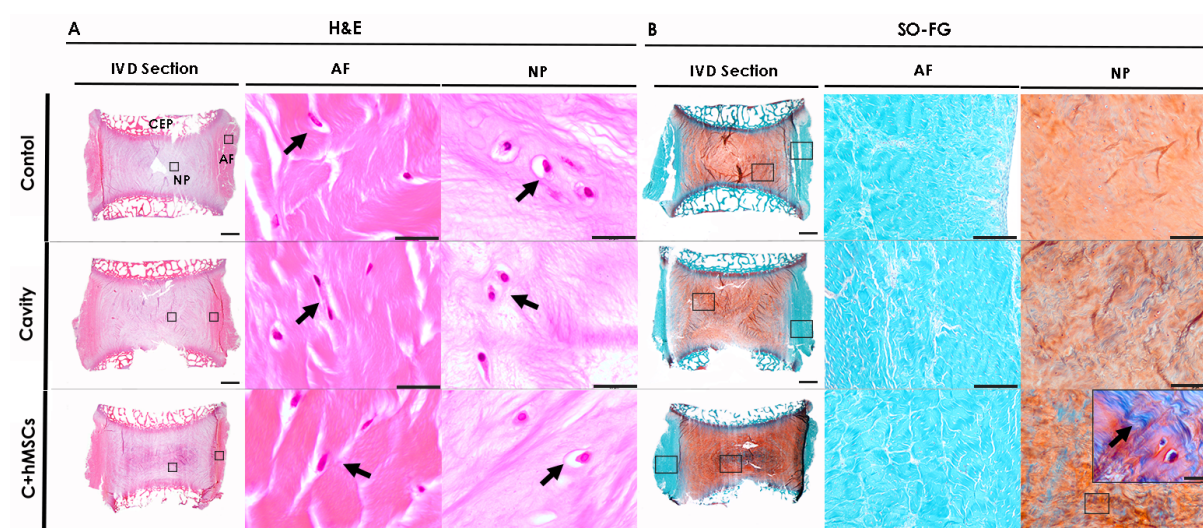 A H&E B SO-FG
IVD Section AF NP IVD Section AF NP
Contol
CEP
AF
NP
Cavity
C+hMSCs